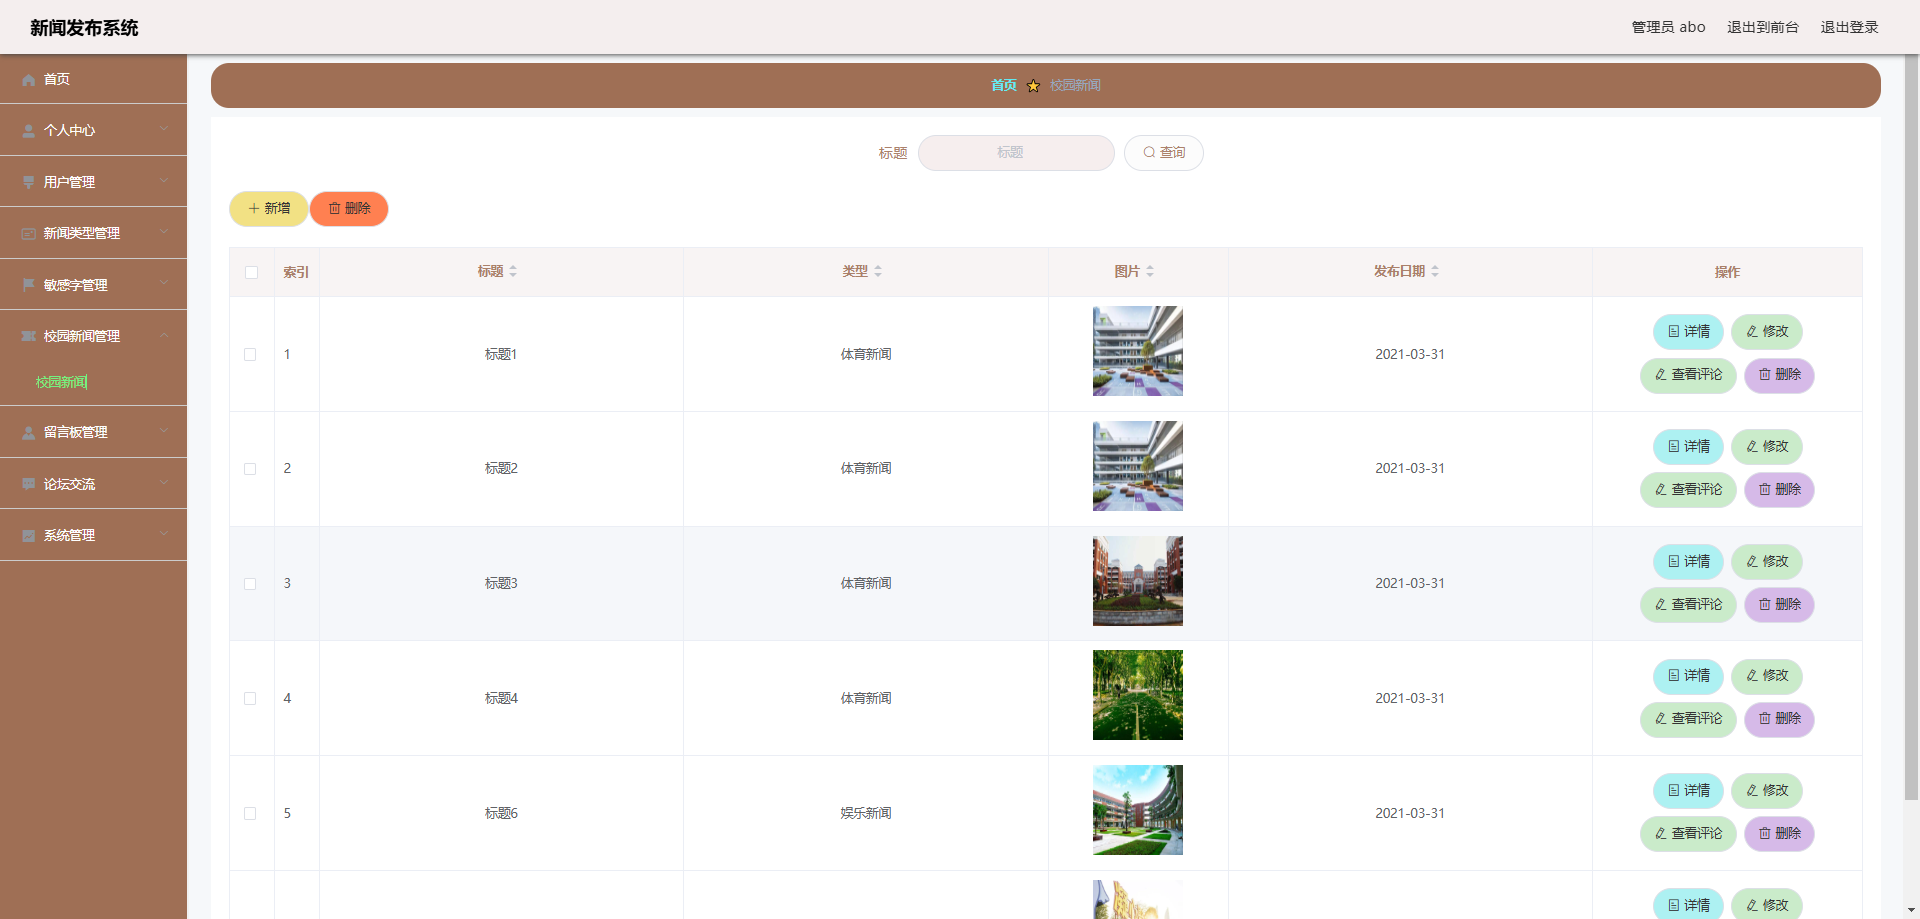 新闻发布系统
管理员 abo 退出到前台 退出登录
首页
个人中心
用户管理
新闻类型管理
敏感字管理
校园新闻管理
校园新闻
留言板管理
论坛交流
系统管理
首页 校园新闻
标题 标题 查询
新增 删除
索引 标题 类型 图片 发布日期 操作
1 标题1 体育新闻 2021-03-31 详情 修改
查看评论 删除
2 标题2 体育新闻 2021-03-31 详情 修改
查看评论 删除
3 标题3 体育新闻 2021-03-31 详情 修改
查看评论 删除
4 标题4 体育新闻 2021-03-31 详情 修改
查看评论 删除
5 标题6 娱乐新闻 2021-03-31 详情 修改
查看评论 删除
详情 修改